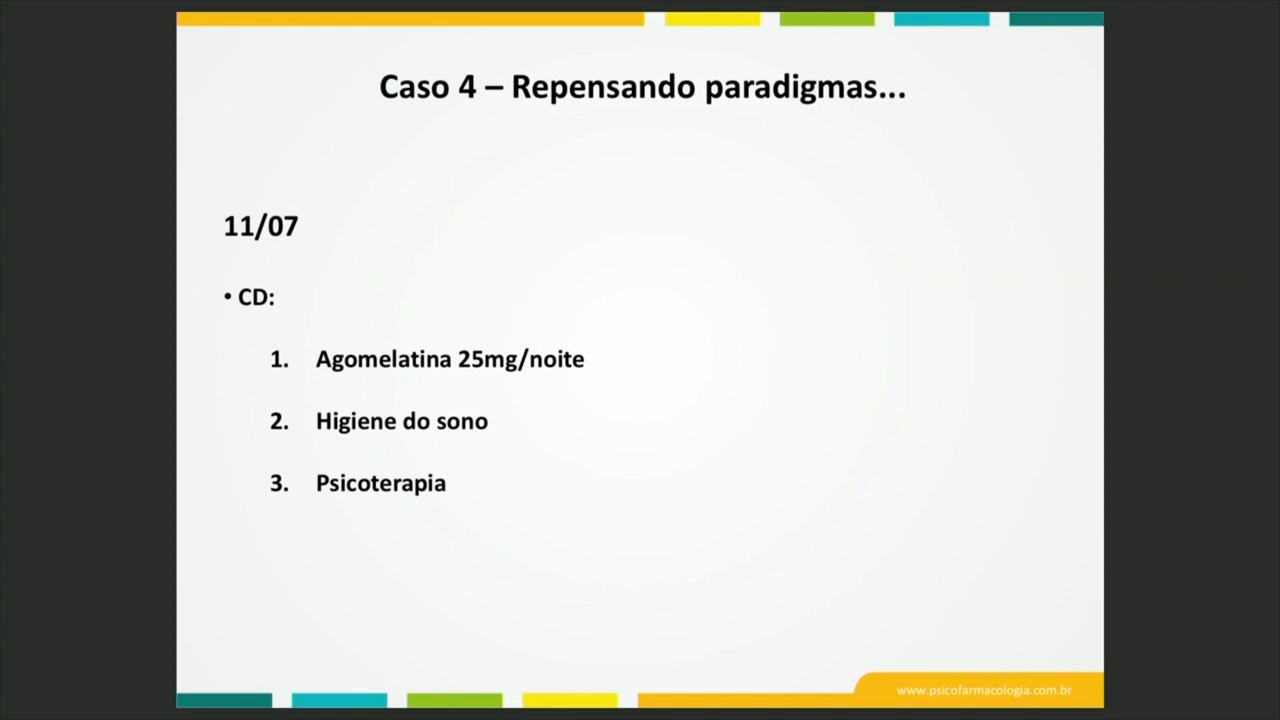 Caso 4 – Repensando paradigmas...
11/07
• CD:
1. Agomelatina 25mg/noite
2. Higiene do sono
3. Psicoterapia
www.psicofarmacologia.com.br